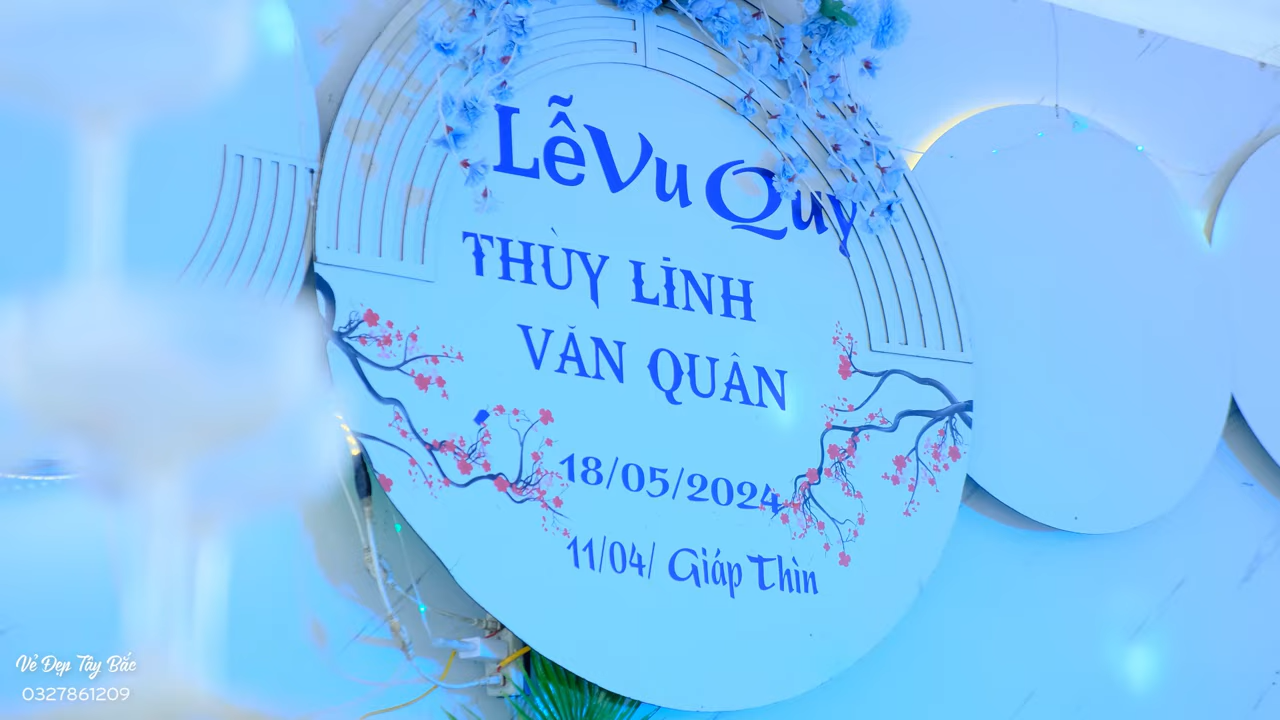 Lễ Vu Quy
THÙY LINH
VĂN QUÂN
18/05/2024
11/04/ Giáp Thìn
Vẻ Đẹp Tây Bắc
0327861209